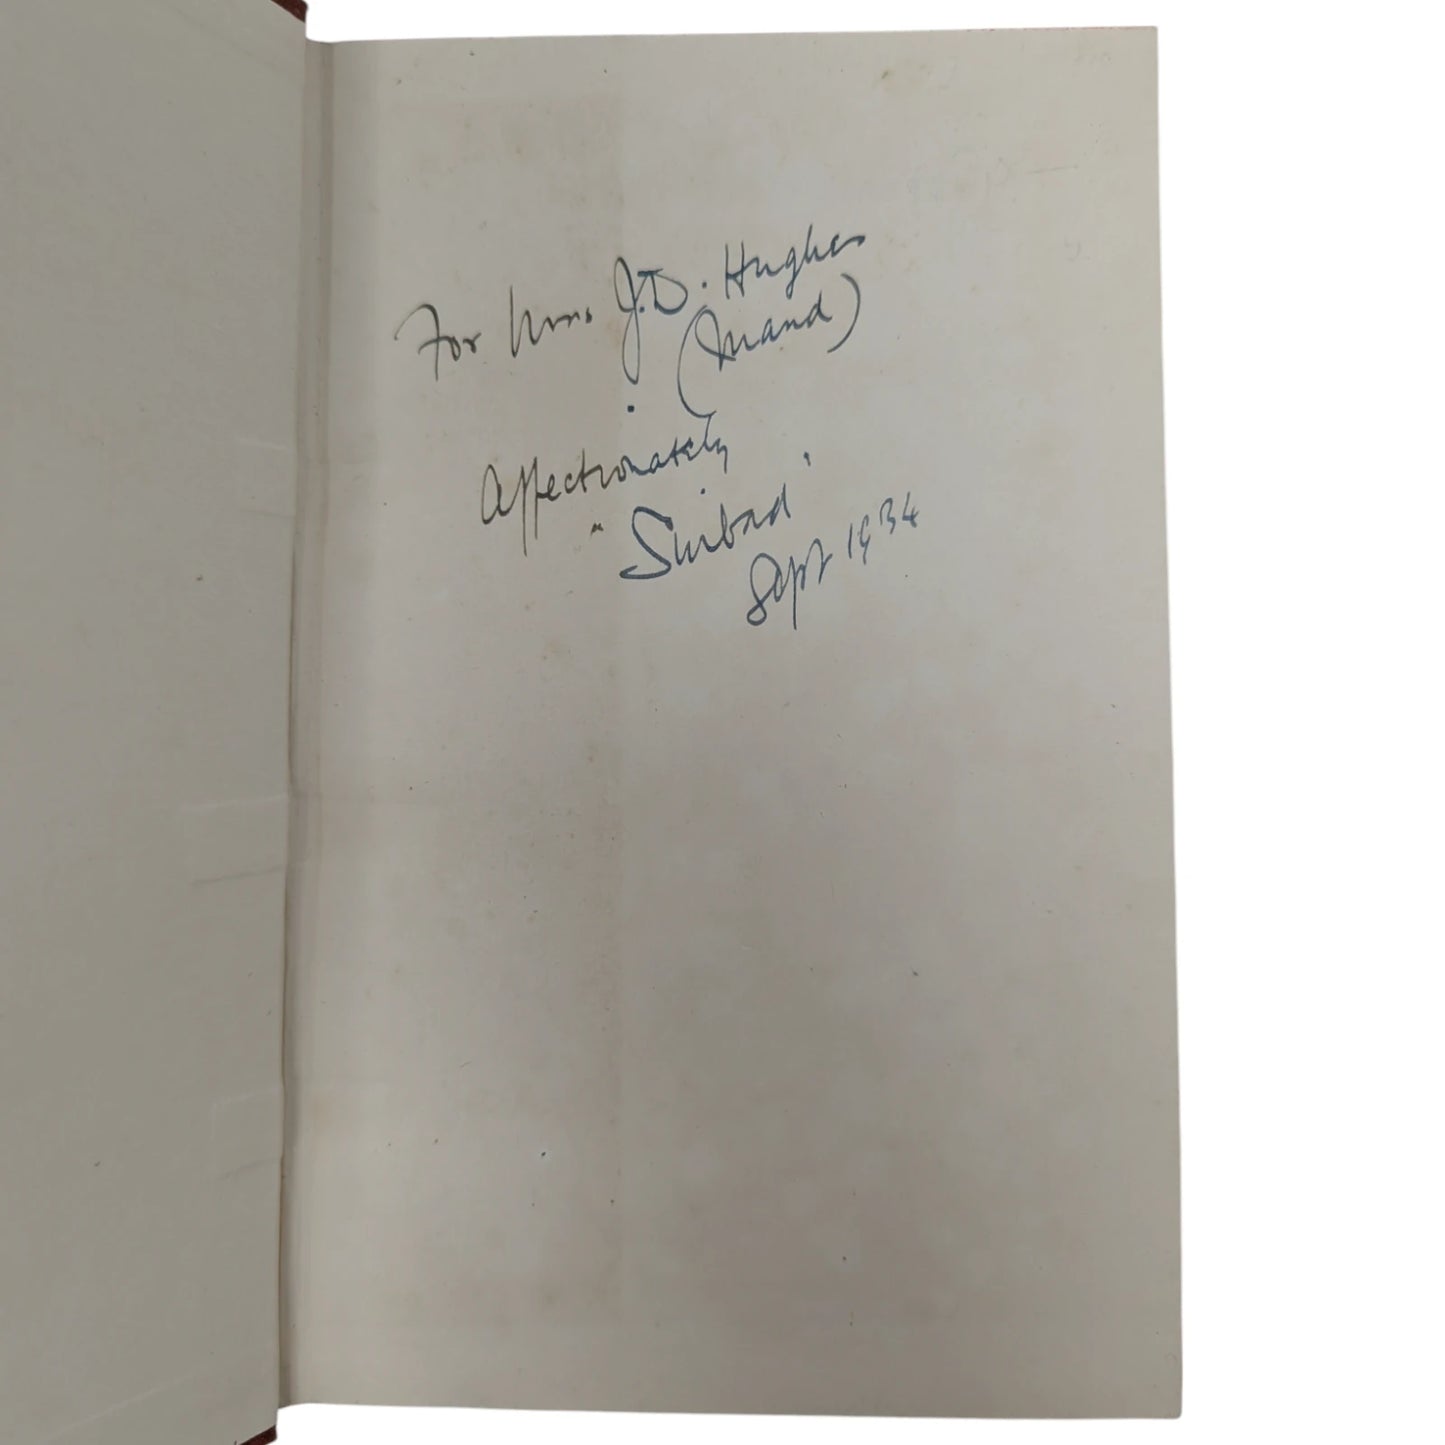 For Mrs. J.D. Hughes
(Maud)
Affectionately
"Sinbad"
Sept 1934